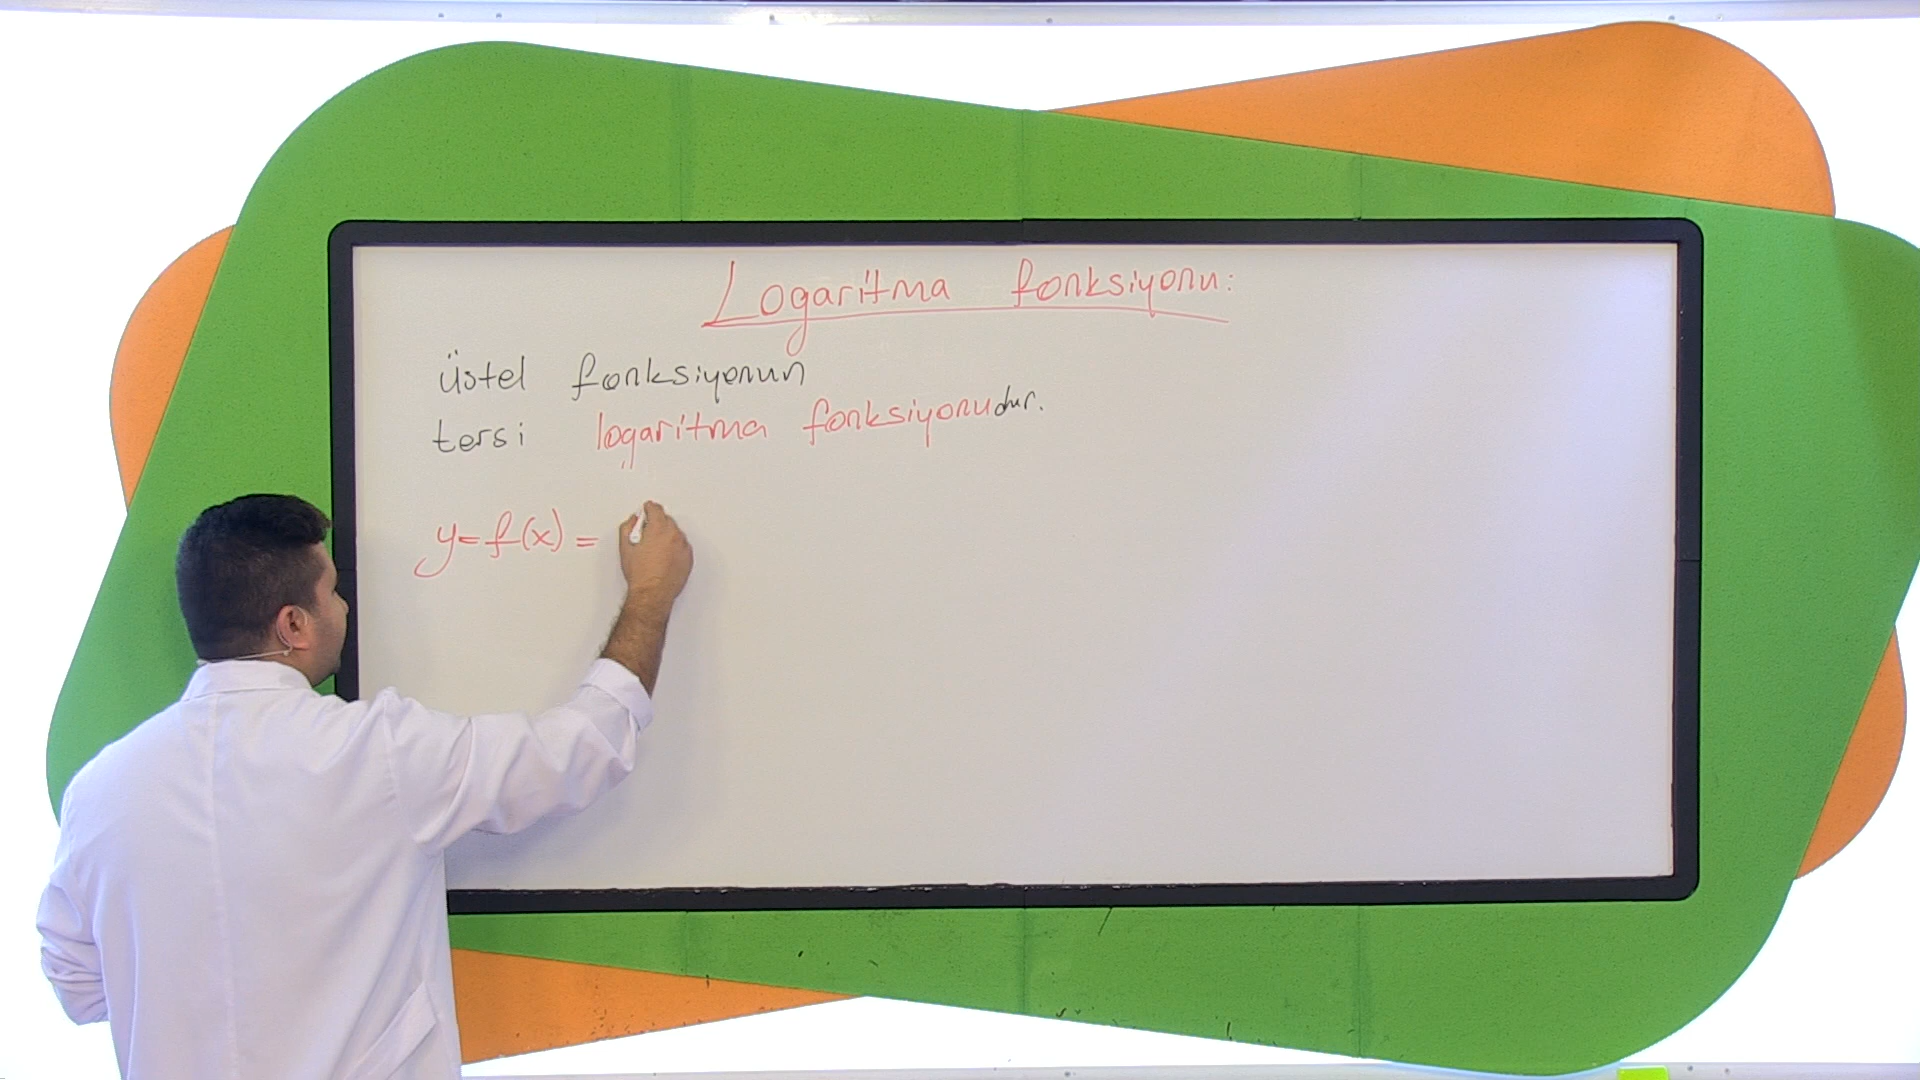 Logaritma fonksiyonu:
üstel fonksiyonun
tersi logaritma fonksiyonudur.
y=f(x) =